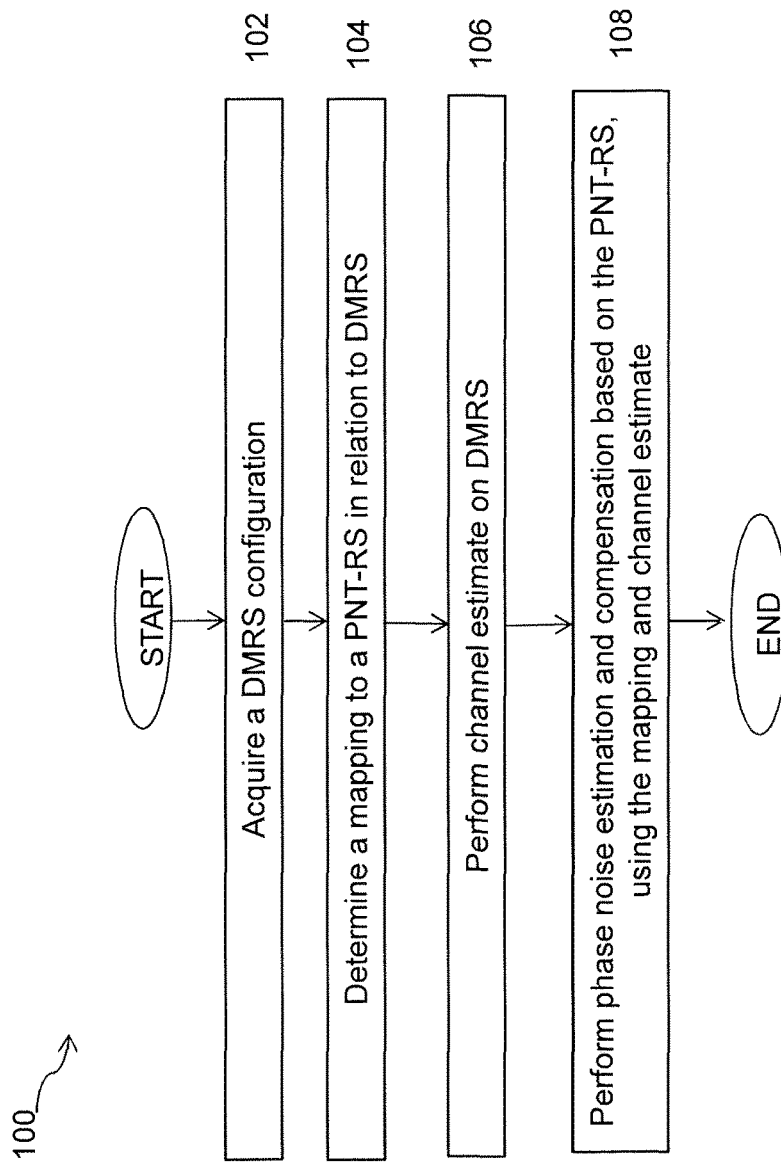 100
START
Acquire a DMRS configuration
102
Determine a mapping to a PNT-RS in relation to DMRS
104
Perform channel estimate on DMRS
106
Perform phase noise estimation and compensation based on the PNT-RS,
using the mapping and channel estimate
108
END